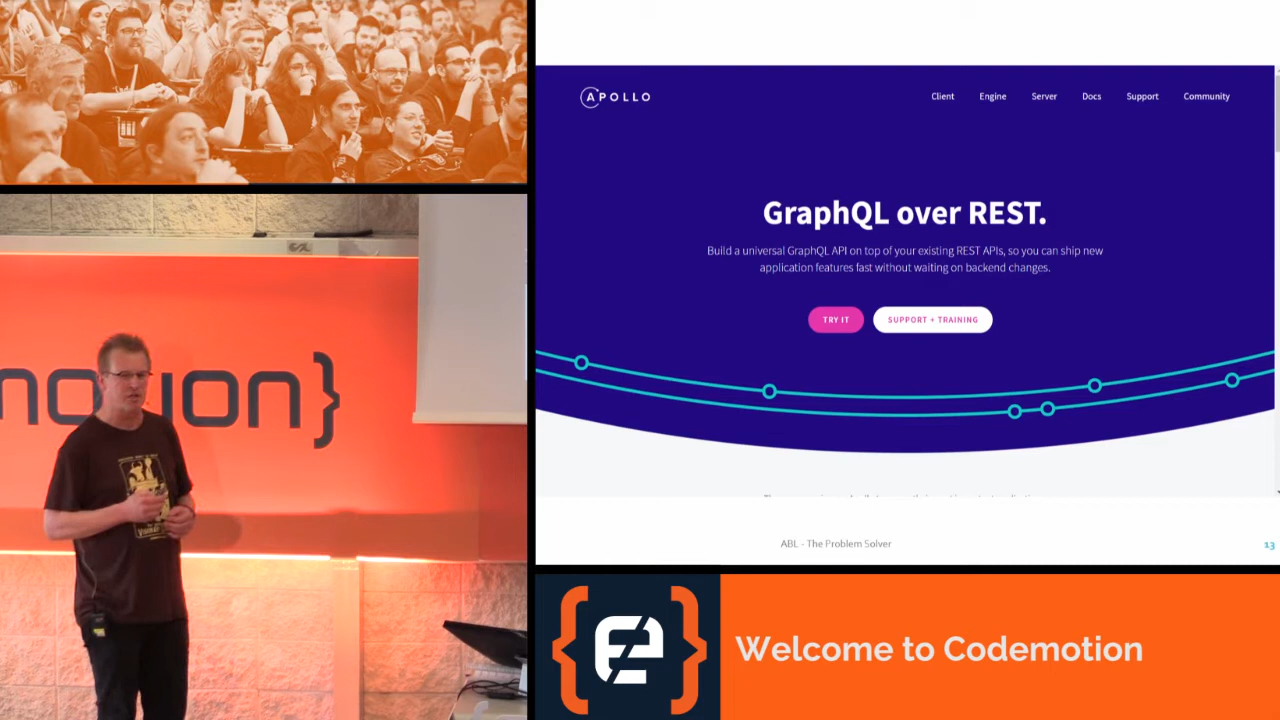 motion}
APOLLO
Client Engine Server Docs Support Community
GraphQL over REST.
Build a universal GraphQL API on top of your existing REST APIs, so you can ship new
application features fast without waiting on backend changes.
TRY IT
SUPPORT + TRAINING
ABL - The Problem Solver
13
Welcome to Codemotion